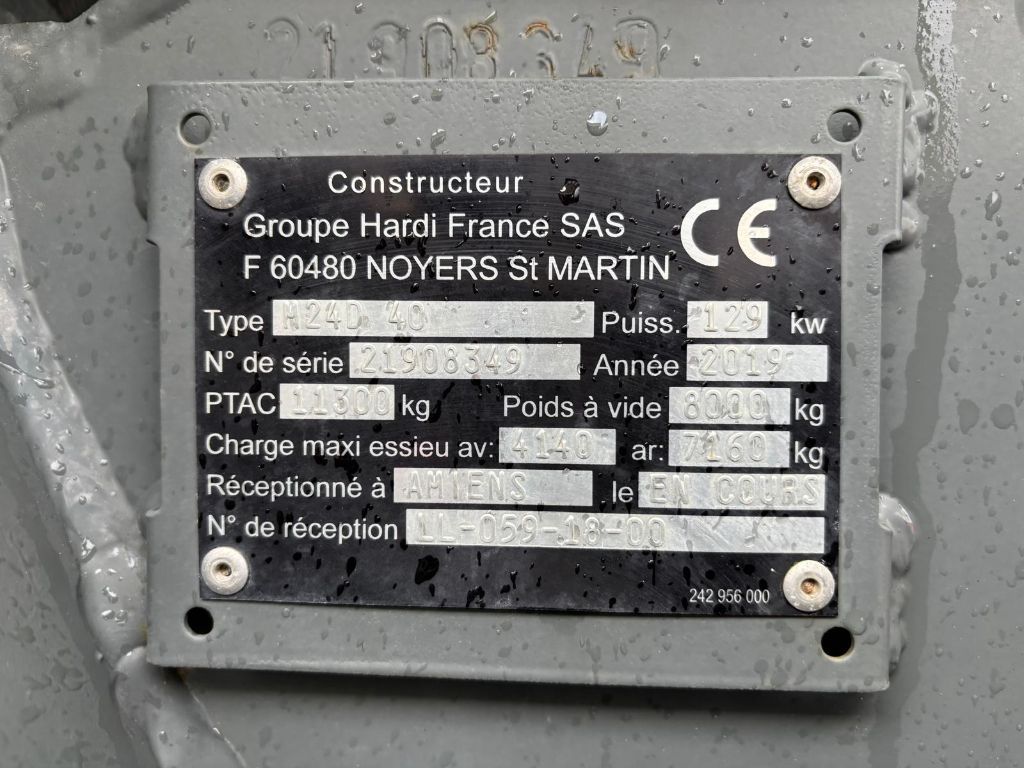 21908349
Constructeur
Groupe Hardi France SAS
F 60480 NOYERS St MARTIN
CE
Type M24D 40 Puiss. 129 kw
N° de série 21908349 Année 2019
PTAC 11300 kg Poids à vide 8000 kg
Charge maxi essieu av: 4140 ar: 7160 kg
Réceptionné à AMIENS le EN COURS
N° de réception LL-059-18-00
242 956 000